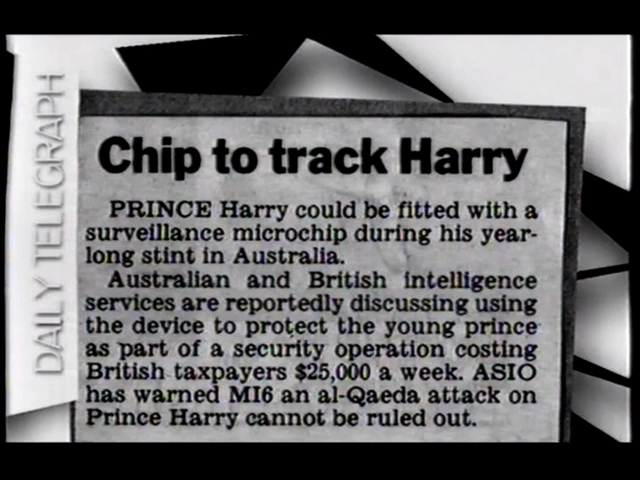 DAILY TELEGRAPH
Chip to track Harry
PRINCE Harry could be fitted with a
surveillance microchip during his year-
long stint in Australia.
Australian and British intelligence
services are reportedly discussing using
the device to protect the young prince
as part of a security operation costing
British taxpayers $25,000 a week. ASIO
has warned MI6 an al-Qaeda attack on
Prince Harry cannot be ruled out.